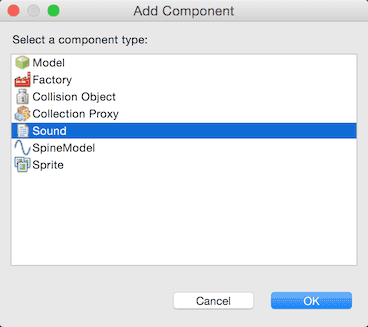 Add Component
Select a component type:
Model
Factory
Collision Object
Collection Proxy
Sound
SpineModel
Sprite
Cancel
OK